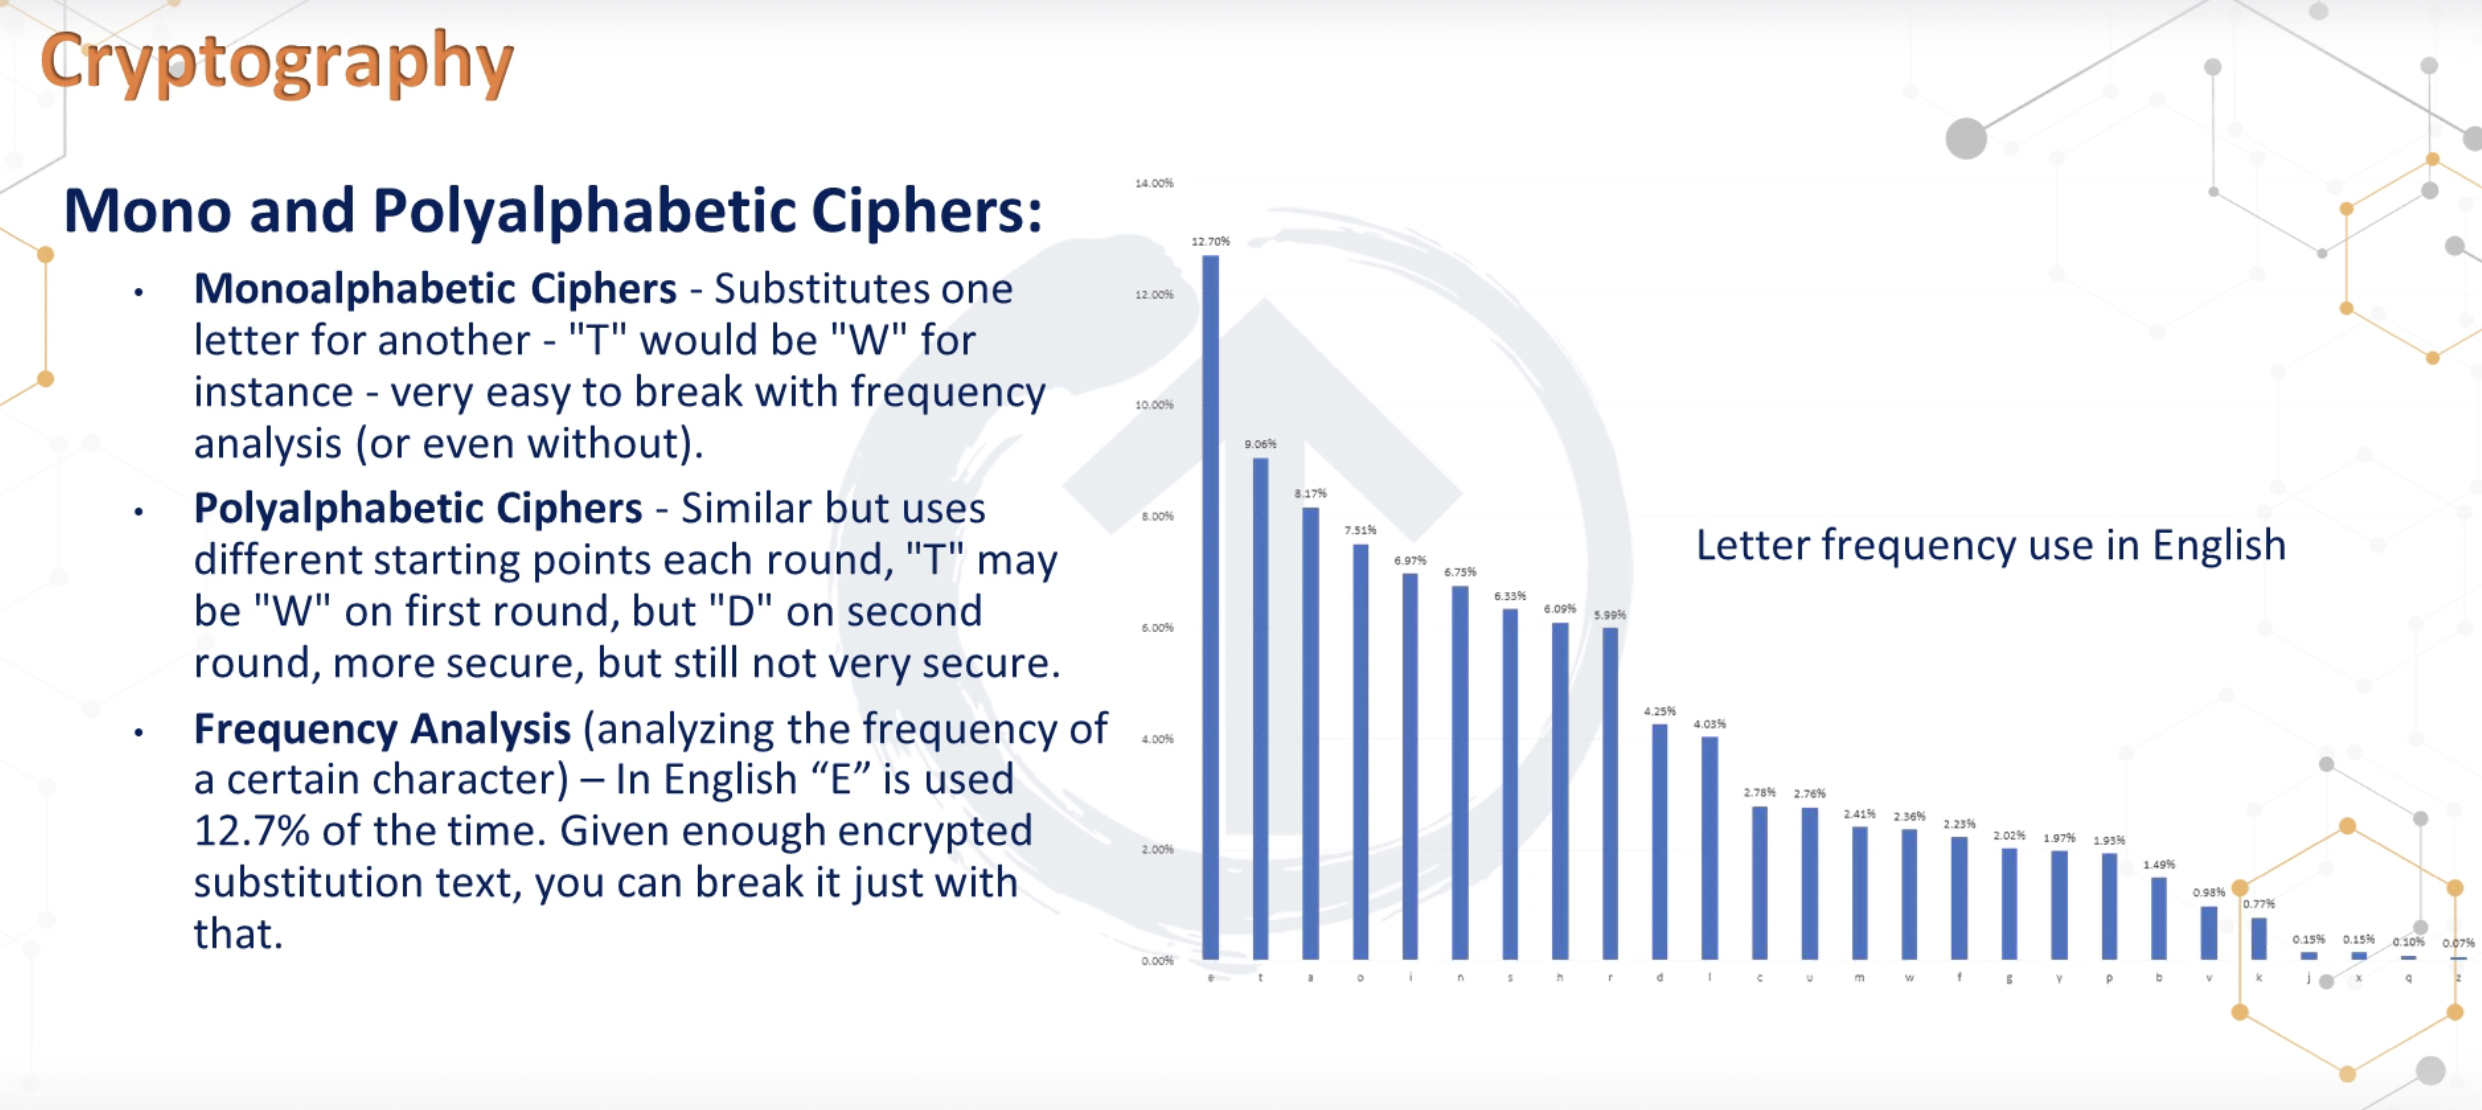 Cryptography
Mono and Polyalphabetic Ciphers:
• Monoalphabetic Ciphers - Substitutes one
letter for another - "T" would be "W" for
instance - very easy to break with frequency
analysis (or even without).
• Polyalphabetic Ciphers - Similar but uses
different starting points each round, "T" may
be "W" on first round, but "D" on second
round, more secure, but still not very secure.
• Frequency Analysis (analyzing the frequency of
a certain character) – In English “E” is used
12.7% of the time. Given enough encrypted
substitution text, you can break it just with
that.
14.00%
12.00%
10.00%
8.00%
6.00%
4.00%
2.00%
0.00%
12.70%
9.06%
8.17%
7.51%
6.97%
6.75%
6.33%
6.09%
5.99%
4.25%
4.03%
2.78%
2.76%
2.41%
2.36%
2.23%
2.02%
1.97%
1.93%
1.49%
0.98%
0.77%
0.15%
0.15%
0.10%
0.07%
e t a o i n s h r d l c u m w f g y p b v k j x q z
Letter frequency use in English